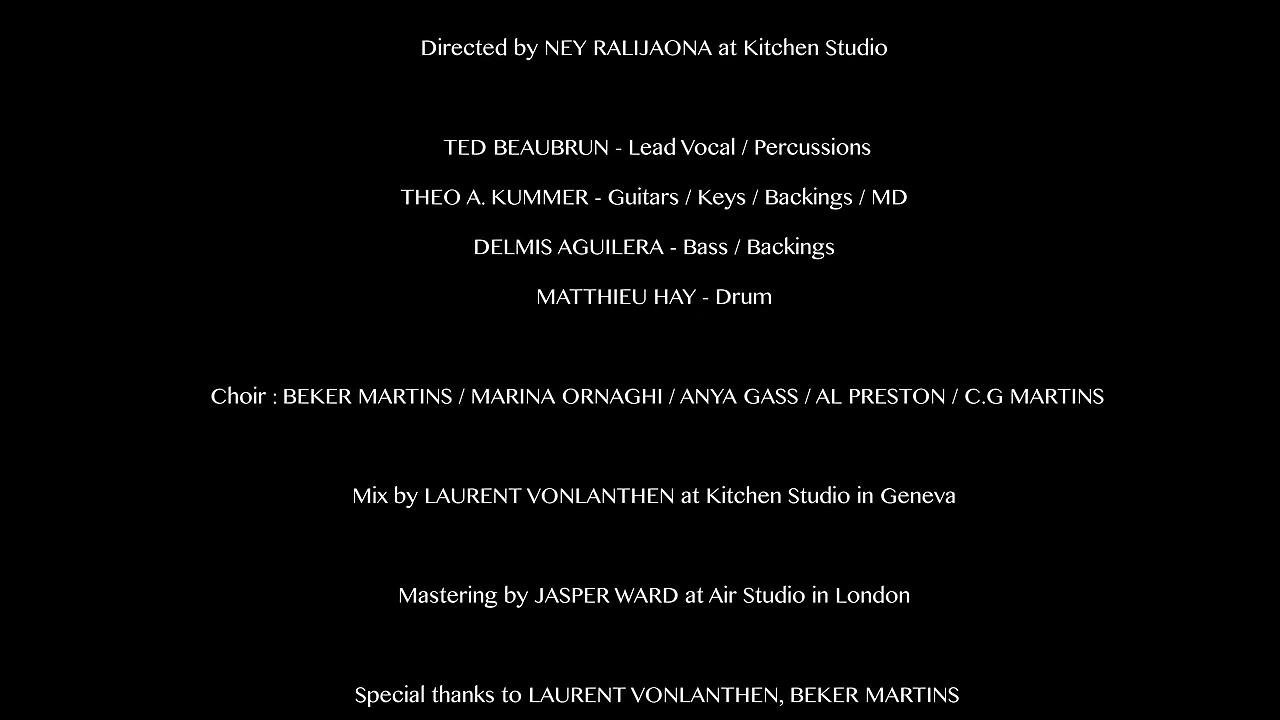 Directed by NEY RALIJAONA at Kitchen Studio
TED BEAUBRUN - Lead Vocal / Percussions
THEO A. KUMMER - Guitars / Keys / Backings / MD
DELMIS AGUILERA - Bass / Backings
MATTHIEU HAY - Drum
Choir : BEKER MARTINS / MARINA ORNAGHI / ANYA GASS / AL PRESTON / C.G MARTINS
Mix by LAURENT VONLANTHEN at Kitchen Studio in Geneva
Mastering by JASPER WARD at Air Studio in London
Special thanks to LAURENT VONLANTHEN, BEKER MARTINS